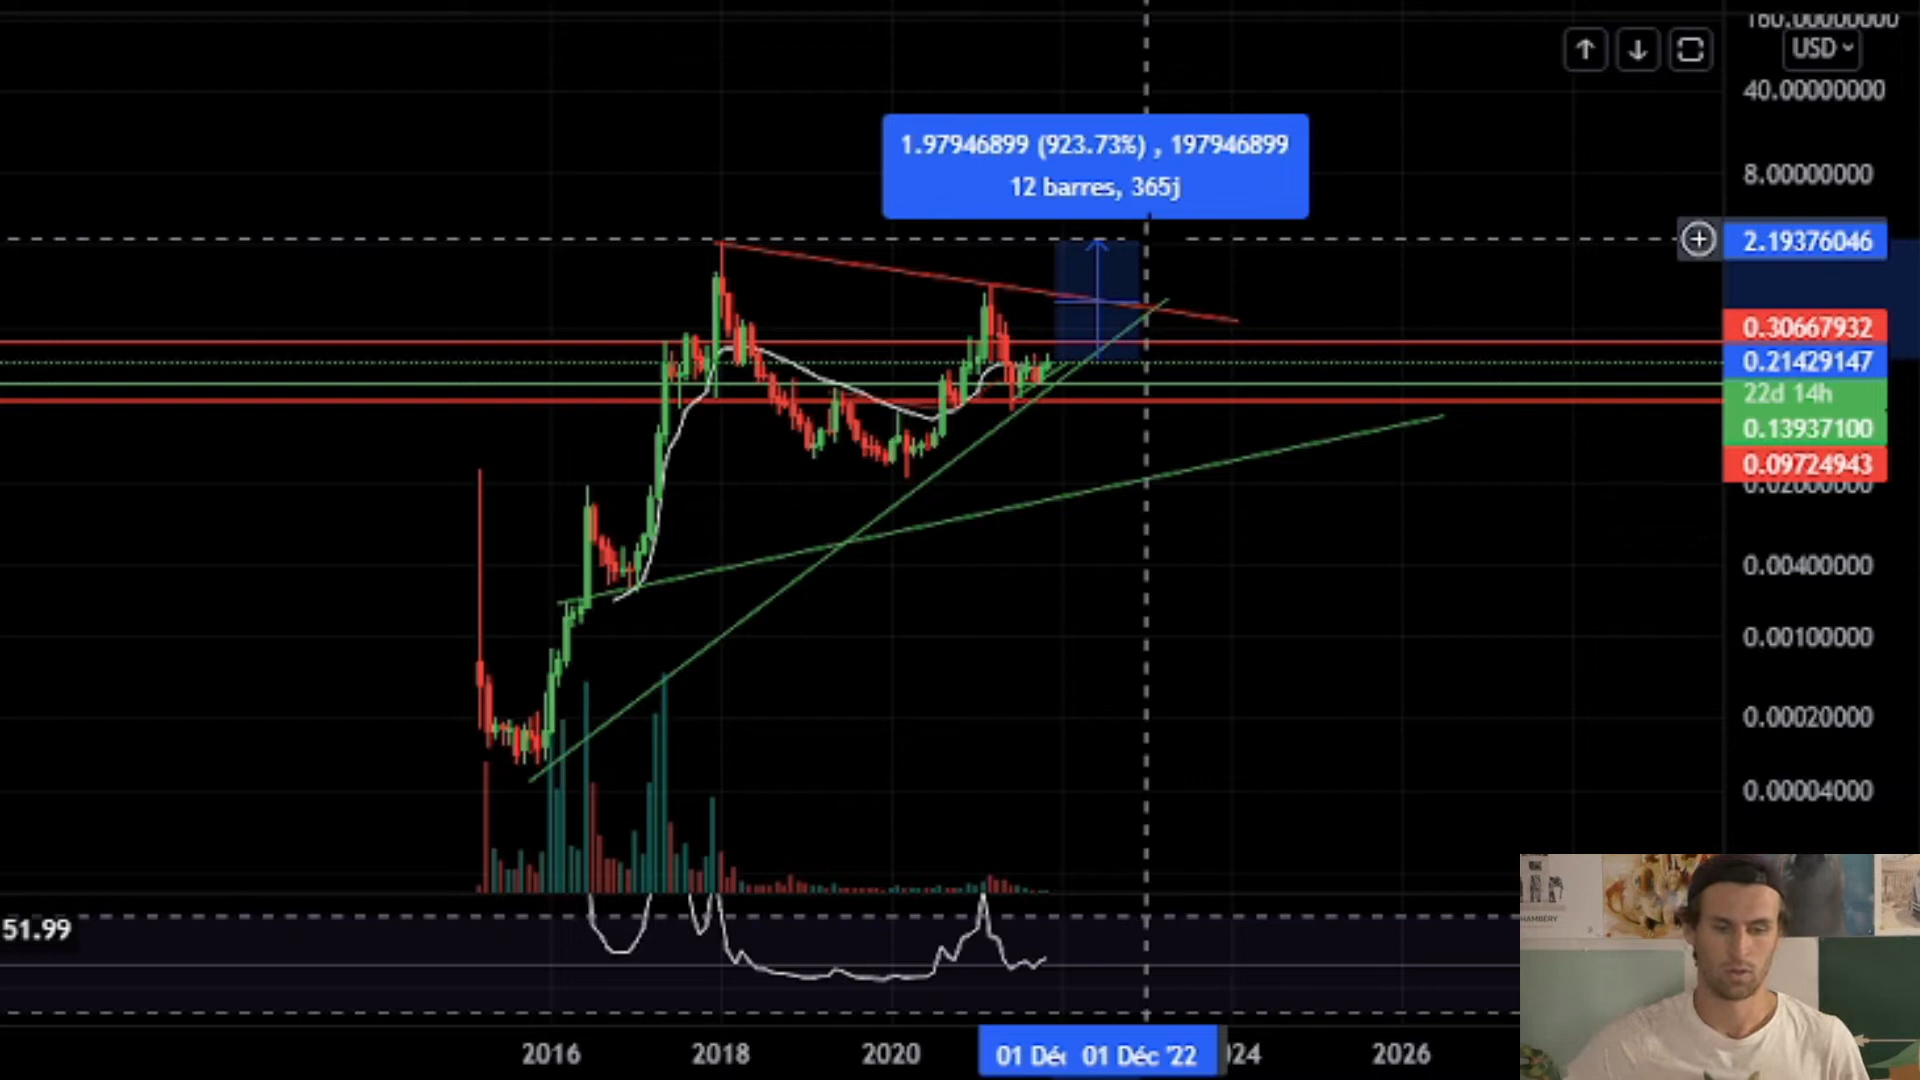 160.00000000
USD
40.00000000
1.97946899 (923.73%) , 197946899
12 barres, 365j
8.00000000
2.19376046
0.30667932
0.21429147
22d 14h
0.13937100
0.09724943
0.02000000
0.00400000
0.00100000
0.00020000
0.00004000
51.99
HAMBÉRY
2016 2018 2020 01 Déc 01 Déc '22 024 2026